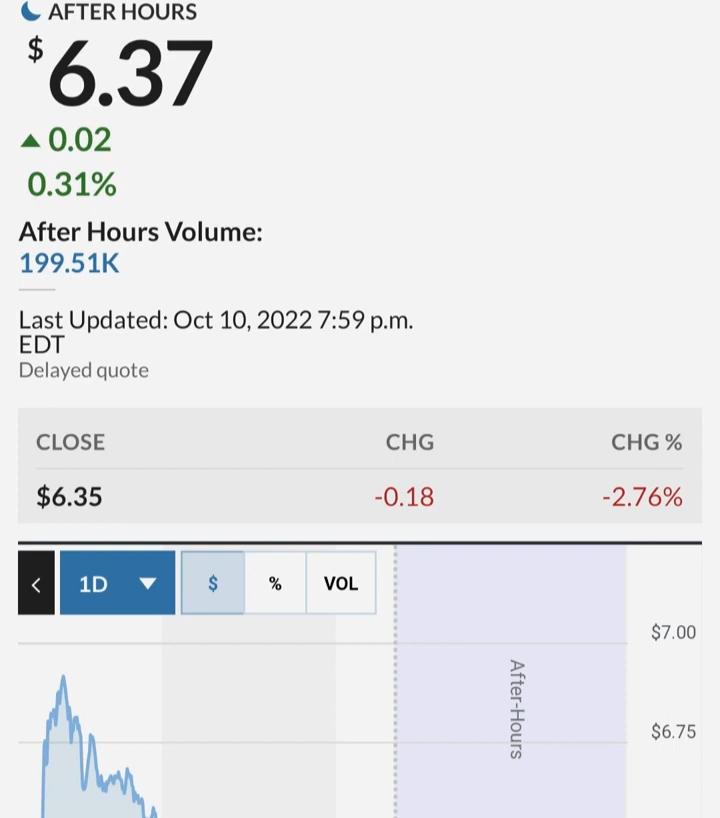 AFTER HOURS
$6.37
0.02
0.31%
After Hours Volume:
199.51K
Last Updated: Oct 10, 2022 7:59 p.m.
EDT
Delayed quote
CLOSE CHG CHG %
$6.35 -0.18 -2.76%
1D $ % VOL
$7.00
After-Hours
$6.75